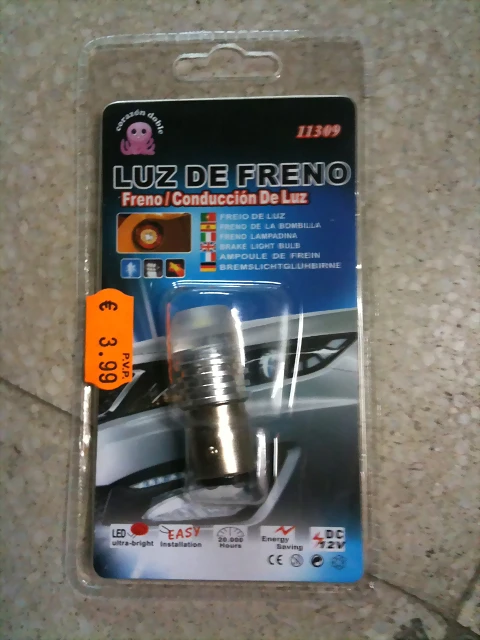 corazón doble
11309
LUZ DE FRENO
Freno / Conducción De Luz
FREIO DE LUZ
FRENO DE LA BOMBILLA
FRENO LAMPADINA
BRAKE LIGHT BULB
AMPOULE DE FREIN
BREMSLICHTGLUHBIRNE
€ 3.99
P.V.P.
LED
ultra-bright
EASY
Installation
20.000
Hours
Energy
Saving
DC
12V
CE